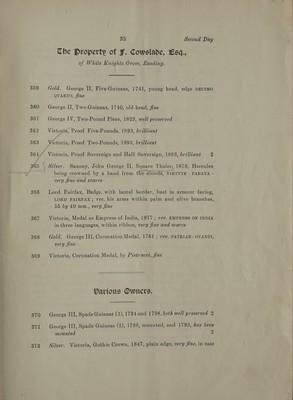 35
Second Day
The Property of F. Cowslade, Esq.,
of White Knights Grove, Reading.
359 Gold. George II, Five-Guineas, 1741, young head, edge DECIMO
QVARTO, fine
360 George II, Two-Guineas, 1740, old head, fine
361 George IV, Two-Pound Piece, 1823, well preserved
362 Victoria, Proof Five-Pounds, 1893, brilliant
363 Victoria, Proof Two-Pounds, 1893, brilliant
364 Victoria, Proof Sovereign and Half Sovereign, 1893, brilliant 2
365 Silver. Saxony, John George II, Square Thaler, 1678, Hercules
being crowned by a hand from the clouds, VIRTVTE · PARATA ·
very fine and scarce
366 Lord Fairfax, Badge, with laurel border, bust in armour facing,
LORD FAIRFAX; rev. his arms within palm and olive branches,
55 by 40 mm., very fine
367 Victoria, Medal as Empress of India, 1877; rev. EMPRESS OF INDIA
in three languages, within ribbon, very fine and scarce
368 Gold. George III, Coronation Medal, 1761; rev. PATRIAE · OVANTI,
very fine
369 Victoria, Coronation Medal, by Pistrucci, fine
Various Owners.
370 George III, Spade Guineas (2), 1794 and 1798, both well preserved 2
371 George III, Spade Guineas (2), 1790, mounted, and 1793, has been
mounted 2
372 Silver. Victoria, Gothic Crown, 1847, plain edge, very fine, in case